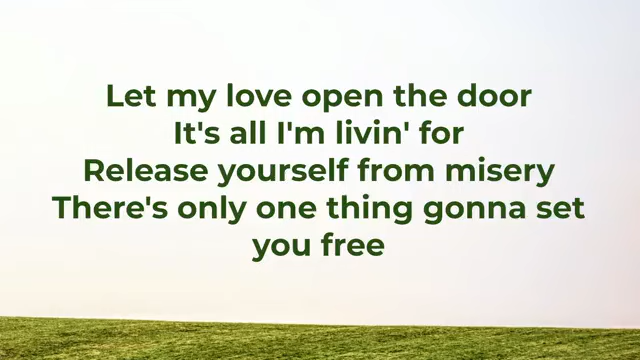 Let my love open the door
It's all I'm livin' for
Release yourself from misery
There's only one thing gonna set
you free